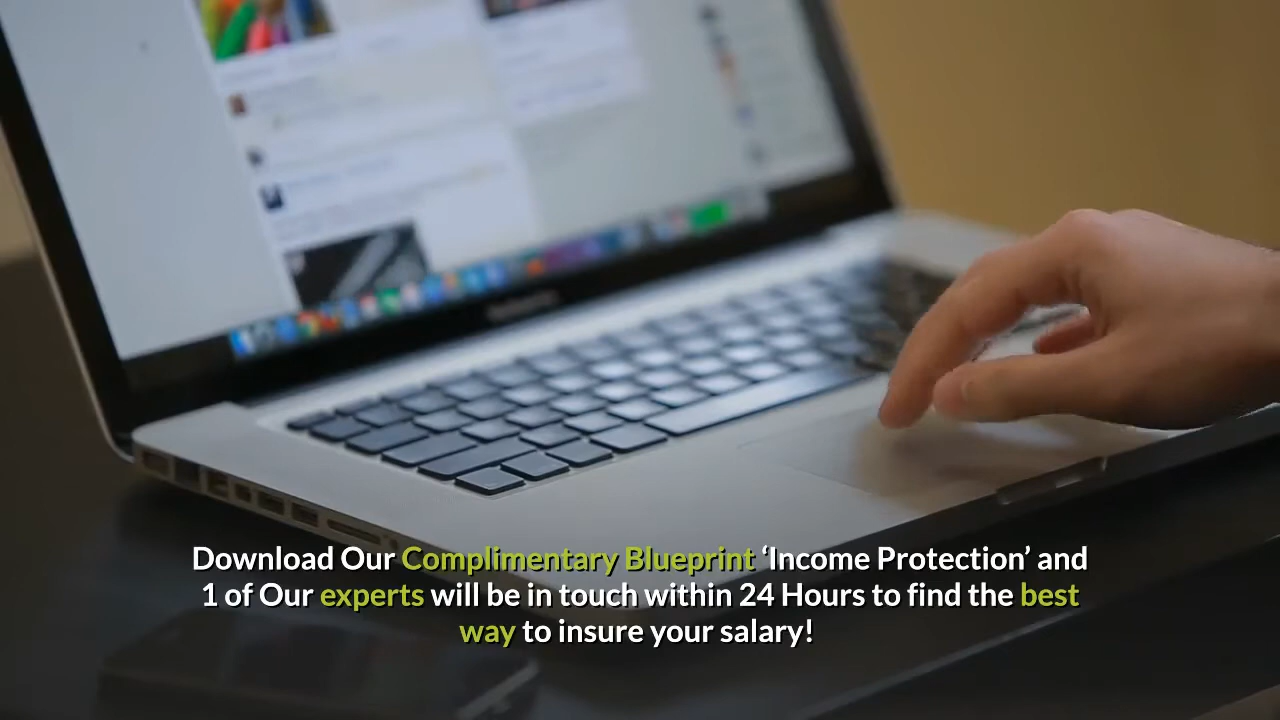 Download Our Complimentary Blueprint ‘Income Protection’ and
1 of Our experts will be in touch within 24 Hours to find the best
way to insure your salary!